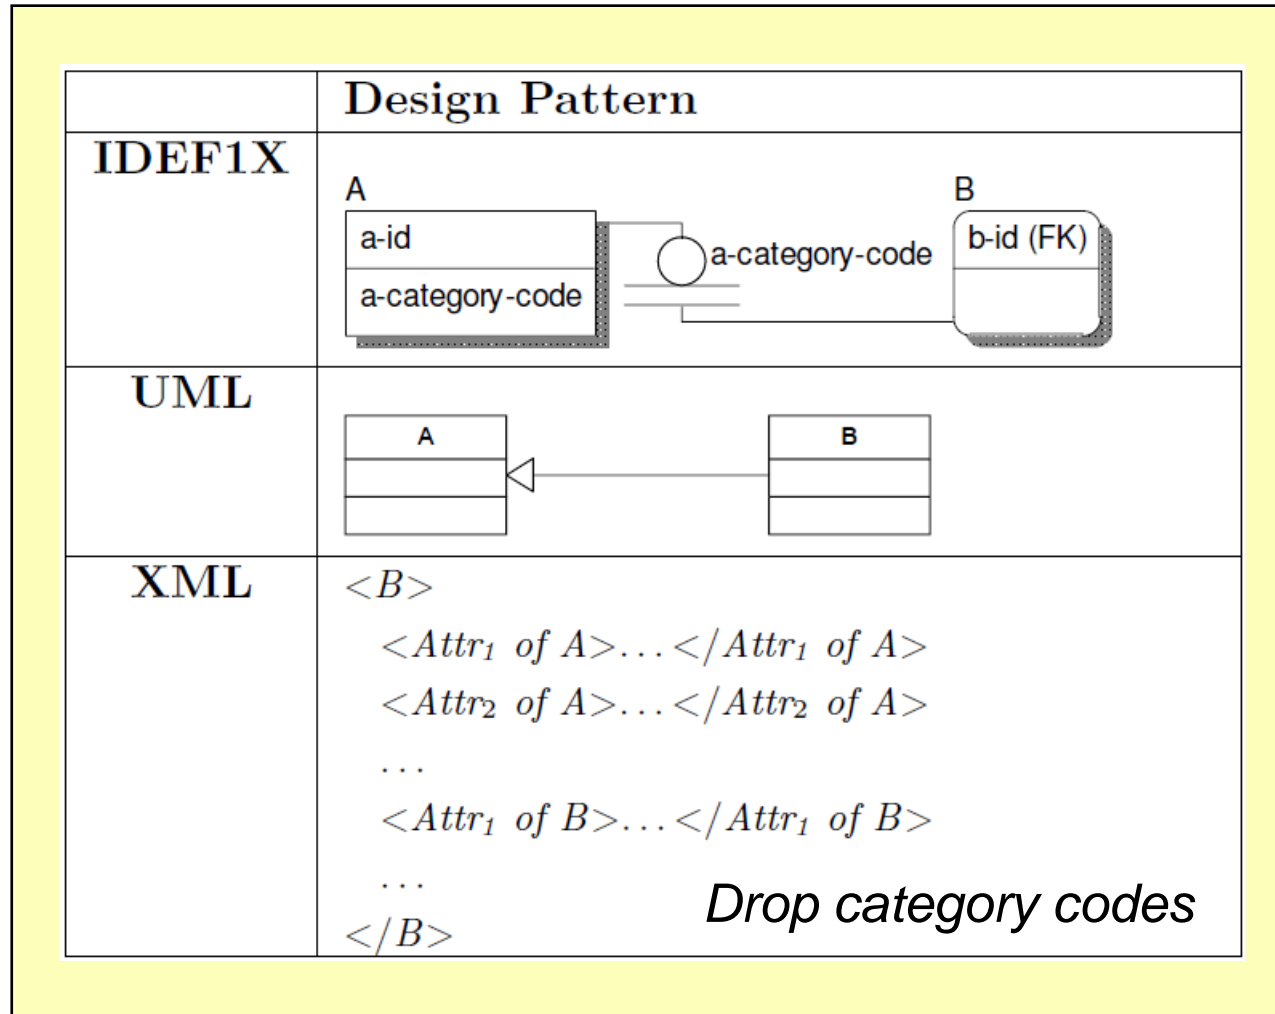 Design Pattern
IDEF1X
A
B
a-id
a-category-code
a-category-code
b-id (FK)
UML
A
B
XML
<B>
<Attr₁ of A>...</Attr₁ of A>
<Attr₂ of A>...</Attr₂ of A>
...
<Attr₁ of B>...</Attr₁ of B>
...
Drop category codes
</B>